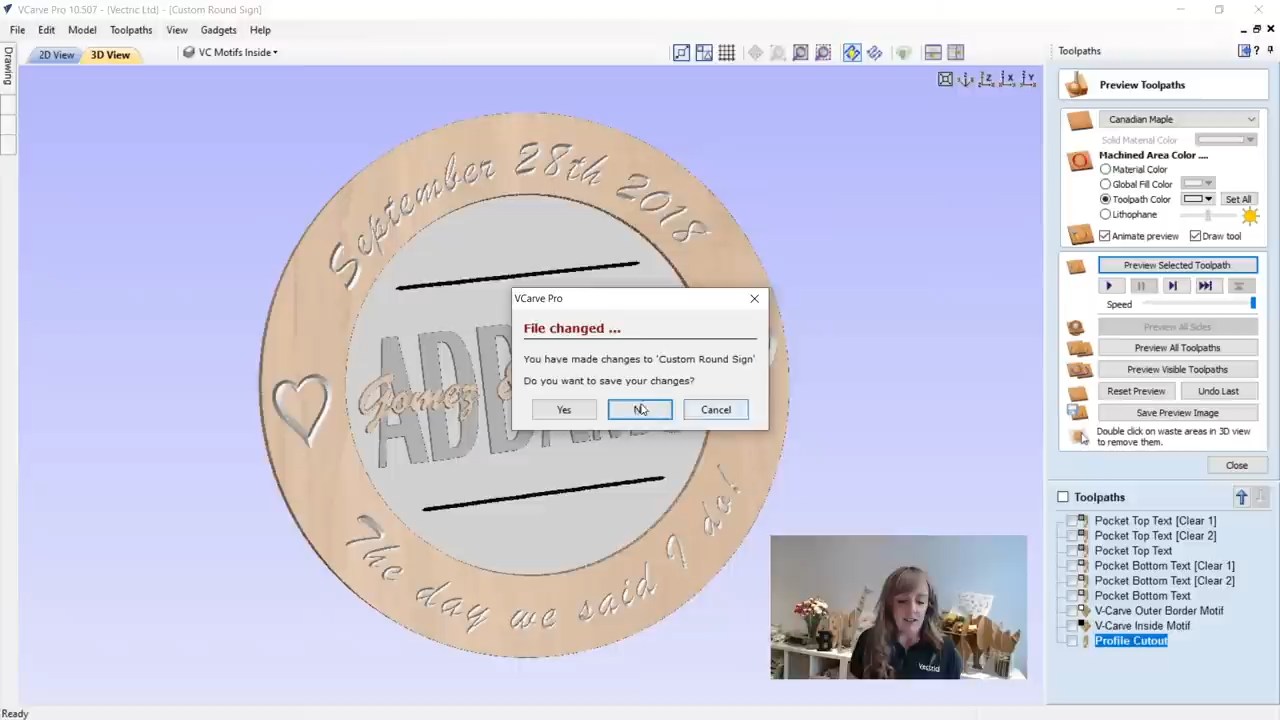 VCarve Pro 10.507 - {Vectric Ltd} - [Custom Round Sign]
File Edit Model Toolpaths View Gadgets Help
Drawing
2D View 3D View VC Motifs Inside
Toolpaths
Preview Toolpaths
Canadian Maple
Solid Material Color
Machined Area Color ....
Material Color
Global Fill Color
Toolpath Color Set All
Lithophane
Animate preview Draw tool
Preview Selected Toolpath
Speed
Preview All Sides
Preview All Toolpaths
Preview Visible Toolpaths
Reset Preview Undo Last
Save Preview Image
Double click on waste areas in 3D view
to remove them.
Close
Toolpaths
Pocket Top Text [Clear 1]
Pocket Top Text [Clear 2]
Pocket Top Text
Pocket Bottom Text [Clear 1]
Pocket Bottom Text [Clear 2]
Pocket Bottom Text
V-Carve Outer Border Motif
V-Carve Inside Motif
Profile Cutout
September 28th 2018
Gomez
The day we said I do!
VCarve Pro
File changed ...
You have made changes to 'Custom Round Sign'
Do you want to save your changes?
Yes Cancel
Vectric
Ready